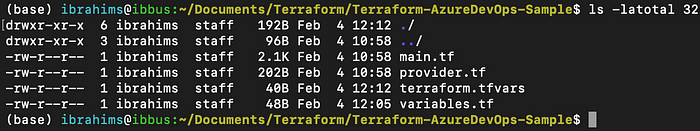 (base) ibrahims@ibbus:~/Documents/Terraform/Terraform-AzureDevOps-Sample$ ls -latotal 32
drwxr-xr-x  6 ibrahims  staff   192B Feb  4 12:12 ./
drwxr-xr-x  3 ibrahims  staff    96B Feb  4 10:58 ../
-rw-r--r--  1 ibrahims  staff   2.1K Feb  4 10:58 main.tf
-rw-r--r--  1 ibrahims  staff   202B Feb  4 10:58 provider.tf
-rw-r--r--  1 ibrahims  staff    40B Feb  4 12:12 terraform.tfvars
-rw-r--r--  1 ibrahims  staff    48B Feb  4 12:05 variables.tf
(base) ibrahims@ibbus:~/Documents/Terraform/Terraform-AzureDevOps-Sample$